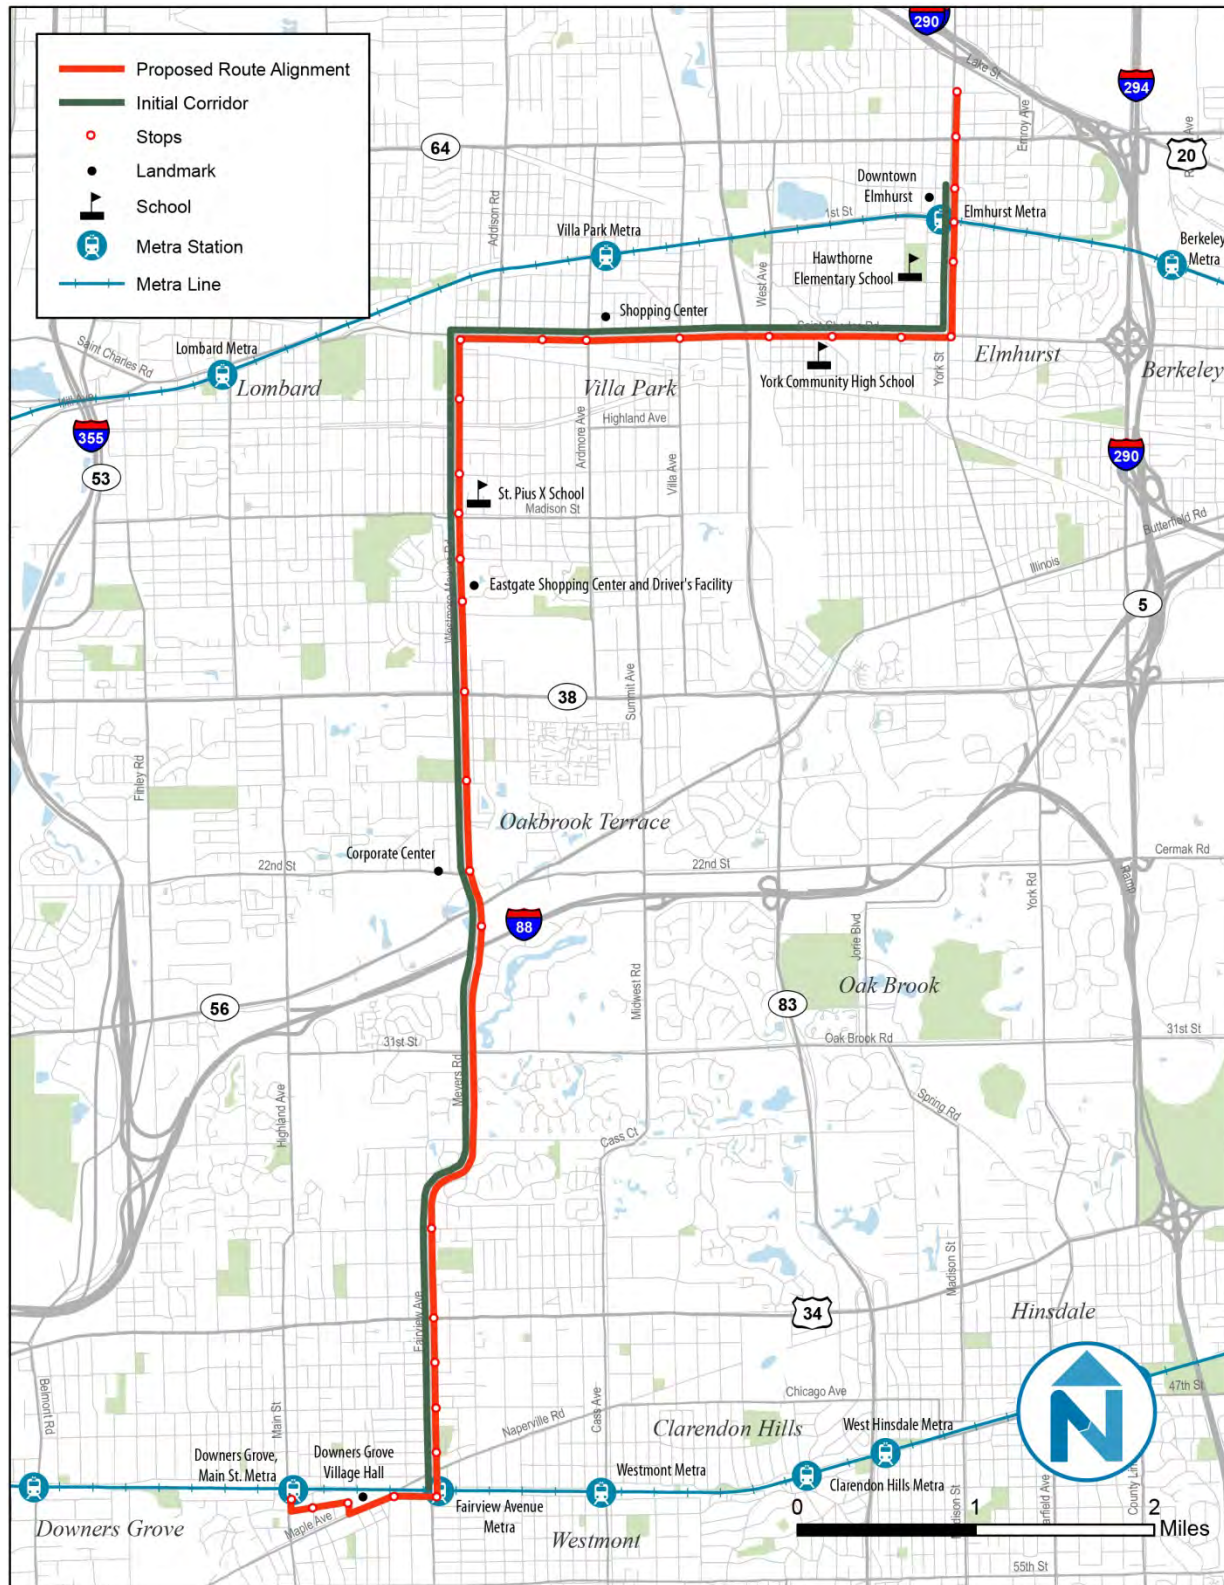 Proposed Route Alignment
Initial Corridor
Stops
Landmark
School
Metra Station
Metra Line
290
Lake St
294
Emroy Ave
64
20
Downtown
Elmhurst
Addison Rd
1st St
Elmhurst Metra
Villa Park Metra
Berkeley
Metra
Hawthorne
Elementary School
West Ave
Shopping Center
Saint Charles Rd
Lombard Metra
Lombard
Villa Park
York Community High School
York St
Elmhurst
Berkeley
Highland Ave
355
53
Ardmore Ave
Villa Ave
290
St. Pius X School
Madison St
Butterfield Rd
Illinois
Eastgate Shopping Center and Driver's Facility
5
38
Summit Ave
Finley Rd
Oakbrook Terrace
Corporate Center
22nd St
22nd St
Cermak Rd
York Rd
Ramp
88
Jorie Blvd
Midwest Rd
Oak Brook
56
83
31st St
Oak Brook Rd
31st St
Meyers Rd
Highland Ave
Spring Rd
Cass Ct
Madison St
34
Hinsdale
Fairview Ave
Belmont Rd
Main St
Chicago Ave
47th St
Naperville Rd
Cass Ave
Clarendon Hills
West Hinsdale Metra
N
Downers Grove,
Main St. Metra
Downers Grove
Village Hall
Westmont Metra
Clarendon Hills Metra
Fairview Avenue
Metra
Madison St
County Line
Maple Ave
Downers Grove
Westmont
0 1 2
Miles
55th St